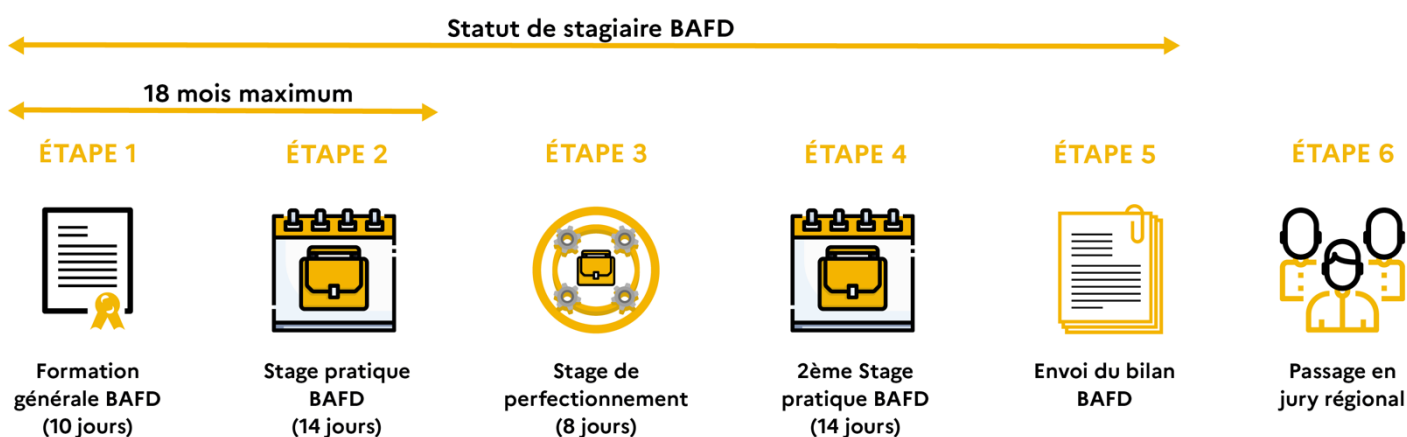 Statut de stagiaire BAFD
18 mois maximum
ÉTAPE 1
ÉTAPE 2
ÉTAPE 3
ÉTAPE 4
ÉTAPE 5
ÉTAPE 6
Formation
générale BAFD
(10 jours)
Stage pratique
BAFD
(14 jours)
Stage de
perfectionnement
(8 jours)
2ème Stage
pratique BAFD
(14 jours)
Envoi du bilan
BAFD
Passage en
jury régional